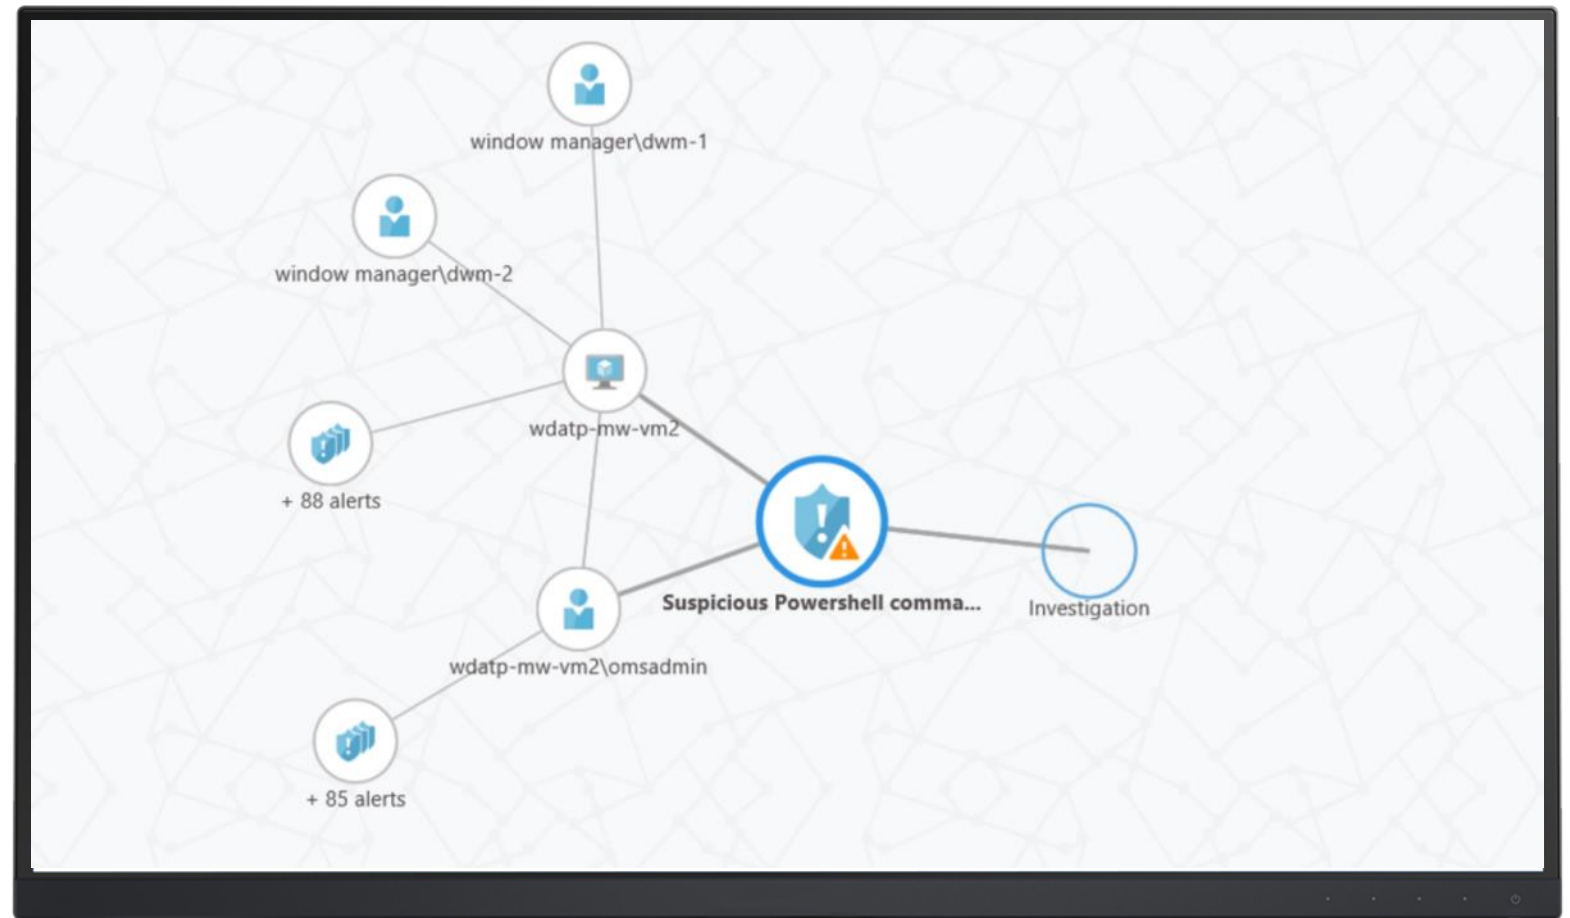 window manager\dwm-1
window manager\dwm-2
wdatp-mw-vm2
+ 88 alerts
Suspicious Powershell comma...
Investigation
wdatp-mw-vm2\omsadmin
+ 85 alerts